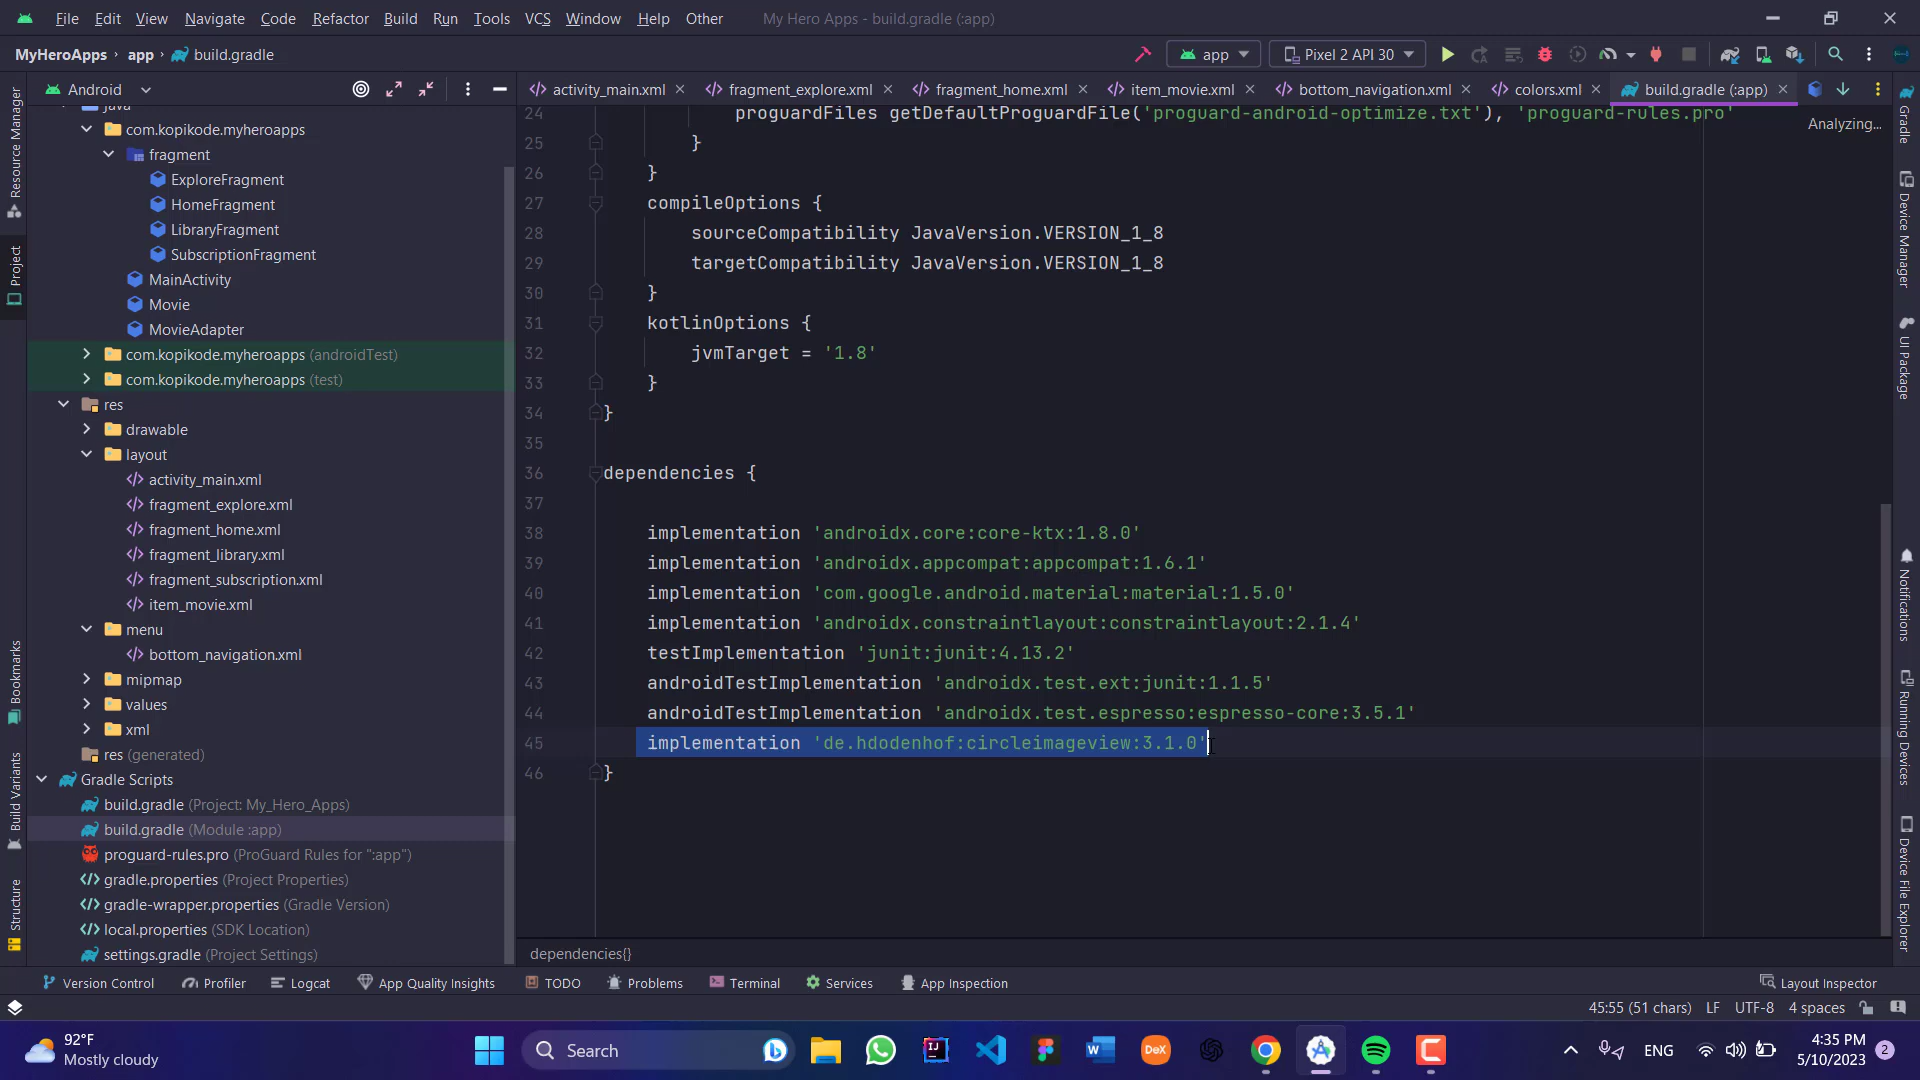 File Edit View Navigate Code Refactor Build Run Tools VCS Window Help Other My Hero Apps - build.gradle (:app)
MyHeroApps app build.gradle app Pixel 2 API 30
Android activity_main.xml fragment_explore.xml fragment_home.xml item_movie.xml bottom_navigation.xml colors.xml build.gradle (:app)
Analyzing...
java
com.kopikode.myheroapps
fragment
ExploreFragment
HomeFragment
LibraryFragment
SubscriptionFragment
MainActivity
Movie
MovieAdapter
com.kopikode.myheroapps (androidTest)
com.kopikode.myheroapps (test)
res
drawable
layout
activity_main.xml
fragment_explore.xml
fragment_home.xml
fragment_library.xml
fragment_subscription.xml
item_movie.xml
menu
bottom_navigation.xml
mipmap
values
xml
res (generated)
Gradle Scripts
build.gradle (Project: My_Hero_Apps)
build.gradle (Module :app)
proguard-rules.pro (ProGuard Rules for ":app")
gradle.properties (Project Properties)
gradle-wrapper.properties (Gradle Version)
local.properties (SDK Location)
settings.gradle (Project Settings)
24 proguardFiles getDefaultProguardFile('proguard-android-optimize.txt'), 'proguard-rules.pro'
25 }
26 }
27 compileOptions {
28 sourceCompatibility JavaVersion.VERSION_1_8
29 targetCompatibility JavaVersion.VERSION_1_8
30 }
31 kotlinOptions {
32 jvmTarget = '1.8'
33 }
34 }
35
36 dependencies {
37
38 implementation 'androidx.core:core-ktx:1.8.0'
39 implementation 'androidx.appcompat:appcompat:1.6.1'
40 implementation 'com.google.android.material:material:1.5.0'
41 implementation 'androidx.constraintlayout:constraintlayout:2.1.4'
42 testImplementation 'junit:junit:4.13.2'
43 androidTestImplementation 'androidx.test.ext:junit:1.1.5'
44 androidTestImplementation 'androidx.test.espresso:espresso-core:3.5.1'
45 implementation 'de.hdodenhof:circleimageview:3.1.0'
46 }
dependencies{}
Resource Manager
Project
Bookmarks
Build Variants
Structure
Gradle
Device Manager
UI Package
Notifications
Running Devices
Device File Explorer
Version Control Profiler Logcat App Quality Insights TODO Problems Terminal Services App Inspection Layout Inspector
45:55 (51 chars) LF UTF-8 4 spaces
92°F
Mostly cloudy
Search
ENG
4:35 PM
5/10/2023
2